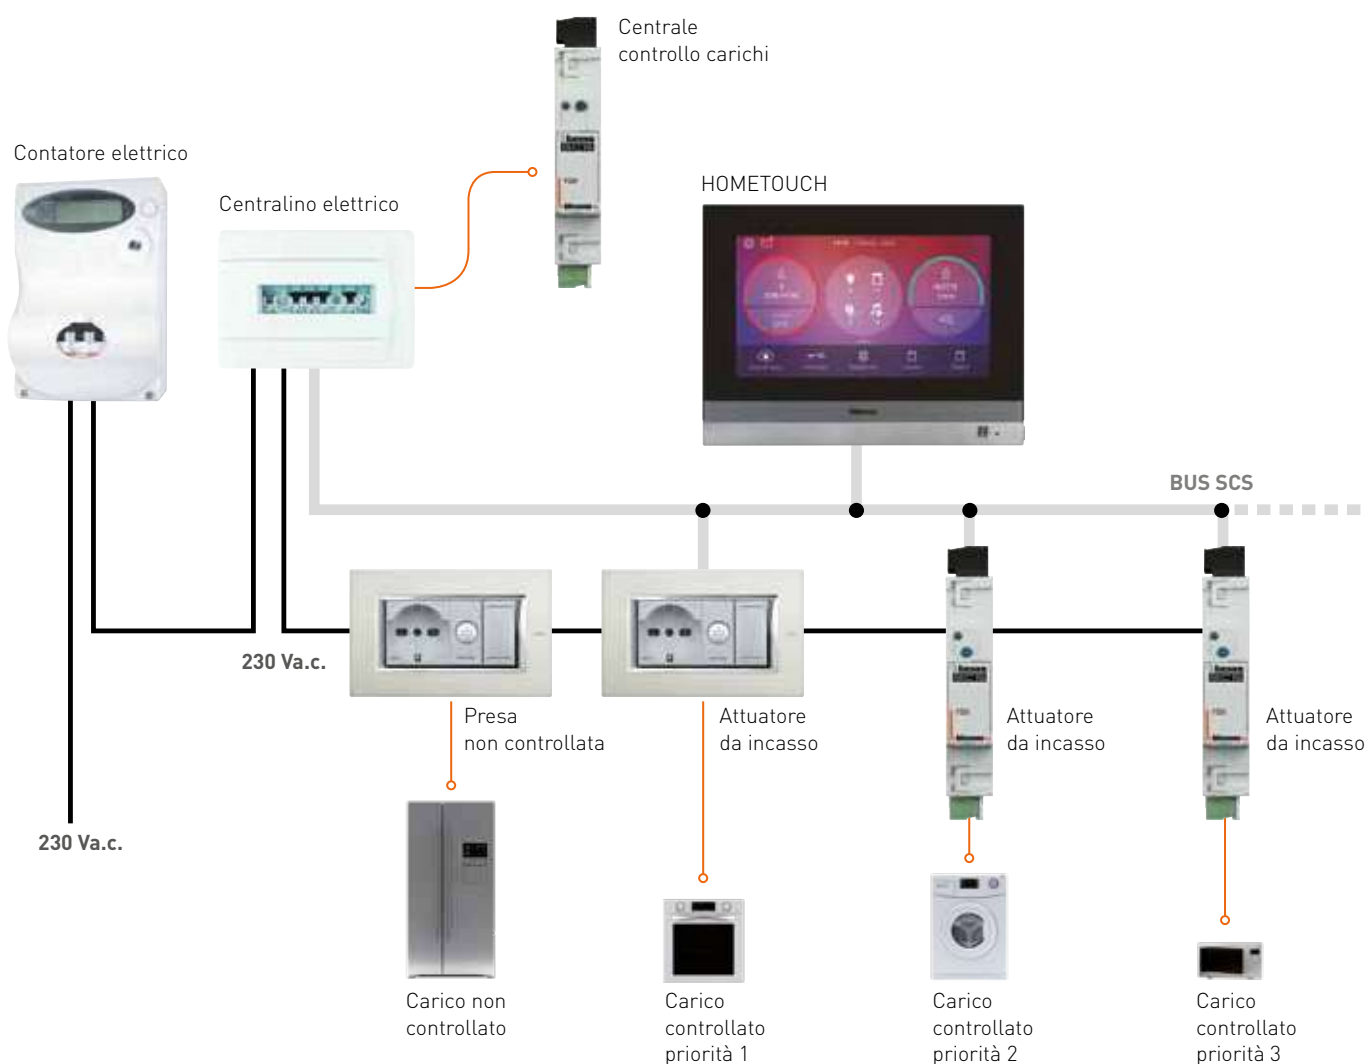 Centrale
controllo carichi
Contatore elettrico
Centralino elettrico
HOMETOUCH
BUS SCS
230 Va.c.
Presa
non controllata
Attuatore
da incasso
Attuatore
da incasso
Attuatore
da incasso
230 Va.c.
Carico non
controllato
Carico
controllato
priorità 1
Carico
controllato
priorità 2
Carico
controllato
priorità 3